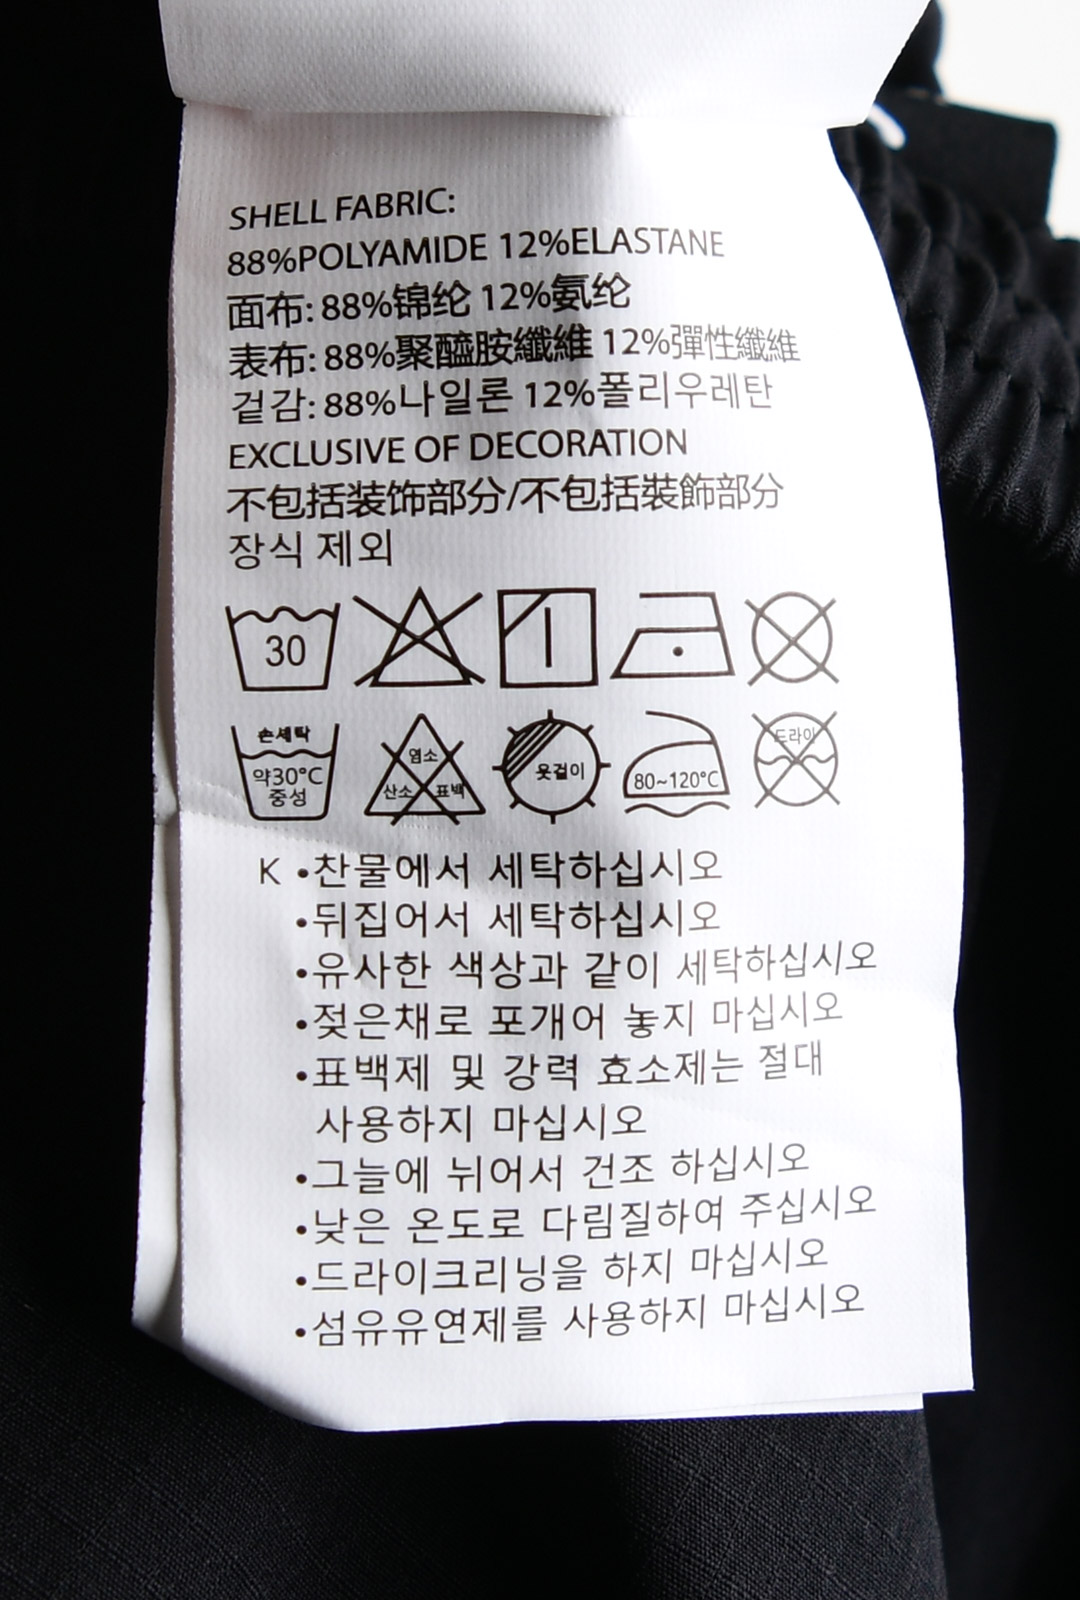 SHELL FABRIC:
88%POLYAMIDE 12%ELASTANE
面布: 88%锦纶 12%氨纶
表布: 88%聚醯胺纖維 12%彈性纖維
겉감: 88%나일론 12%폴리우레탄
EXCLUSIVE OF DECORATION
不包括装饰部分/不包括裝飾部分
장식 제외
30
손세탁
약30°C
중성
염소
산소 표백
옷걸이
80~120°C
드라이
K •찬물에서 세탁하십시오
•뒤집어서 세탁하십시오
•유사한 색상과 같이 세탁하십시오
•젖은채로 포개어 놓지 마십시오
•표백제 및 강력 효소제는 절대
사용하지 마십시오
•그늘에 뉘어서 건조 하십시오
•낮은 온도로 다림질하여 주십시오
•드라이크리닝을 하지 마십시오
•섬유유연제를 사용하지 마십시오